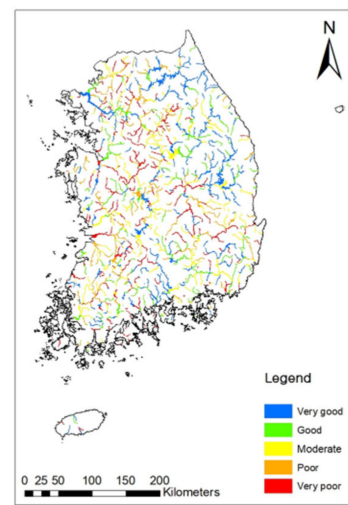 N
Legend
Very good
Good
Moderate
Poor
Very poor
0 25 50 100 150 200
Kilometers